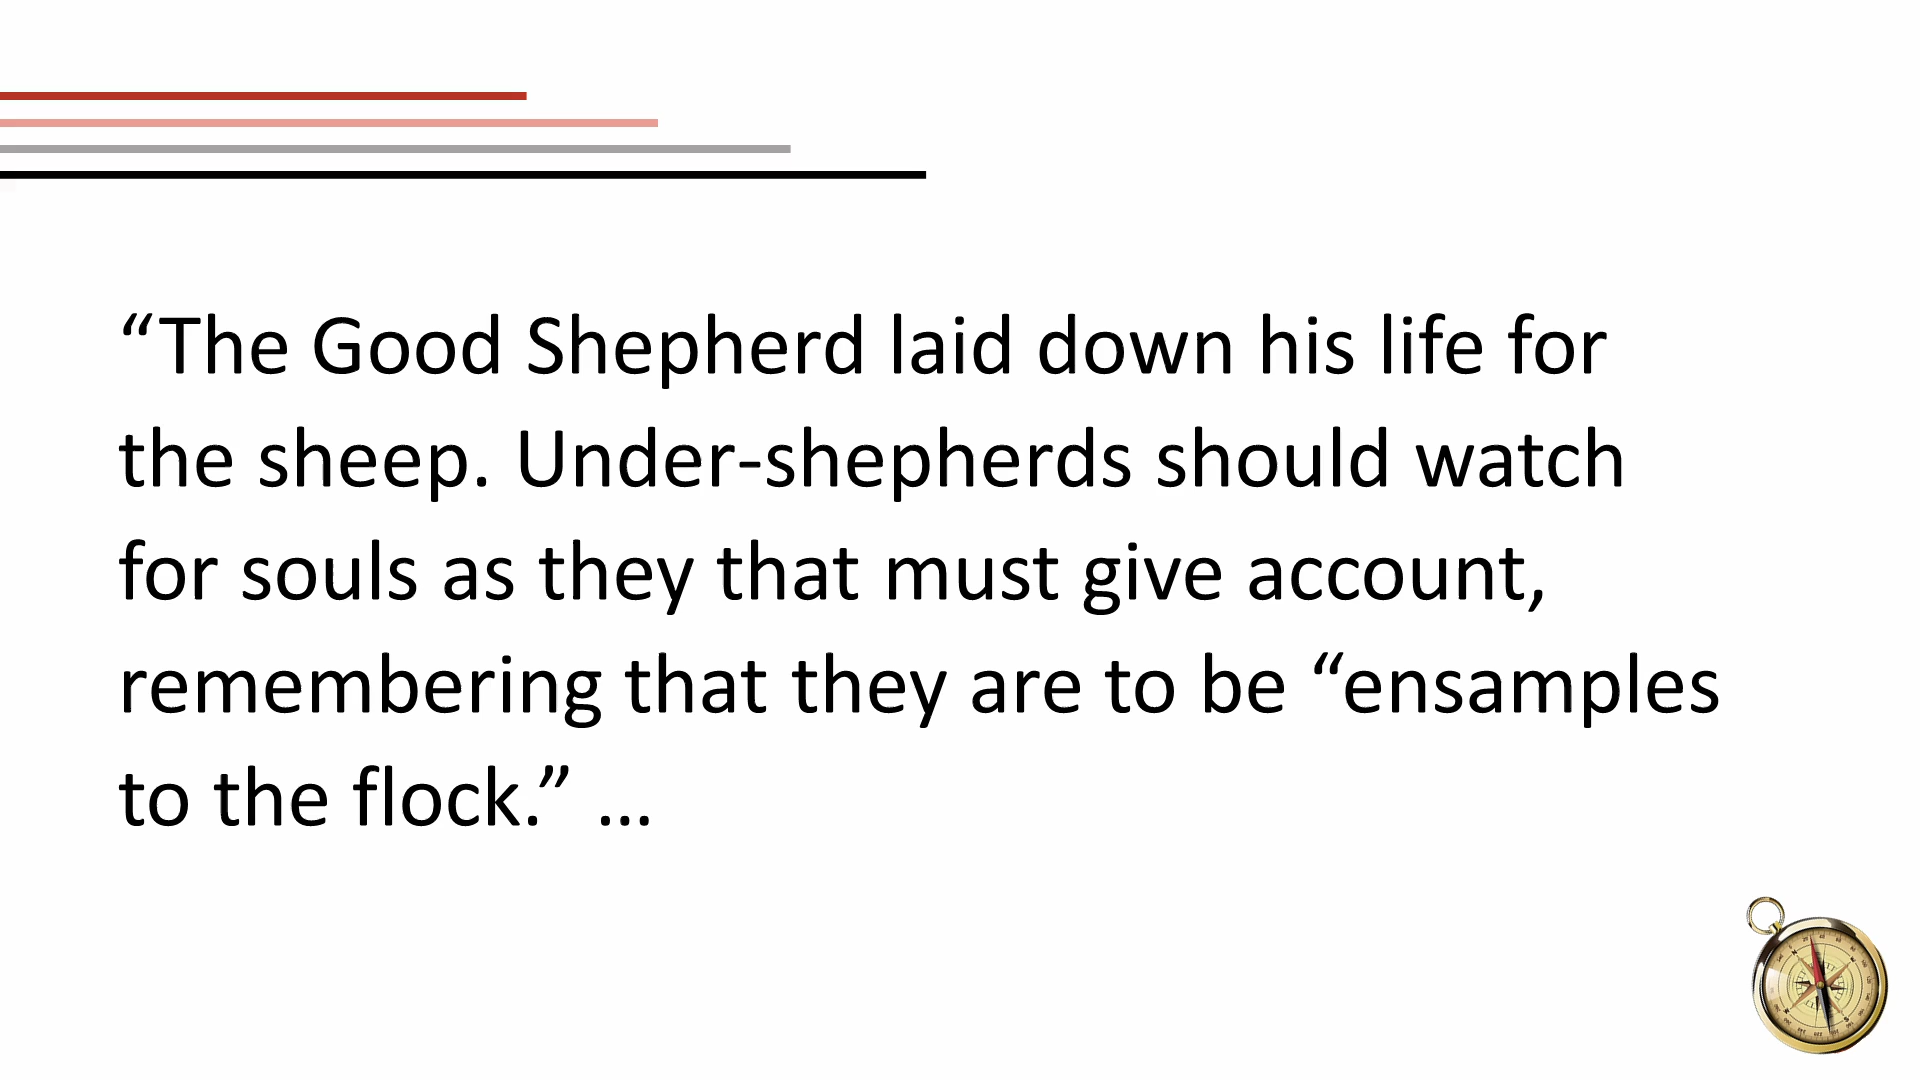 “The Good Shepherd laid down his life for
the sheep. Under-shepherds should watch
for souls as they that must give account,
remembering that they are to be “ensamples
to the flock.” …